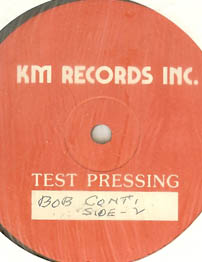 KM RECORDS INC.
TEST PRESSING
BOB CONTI
SIDE-2